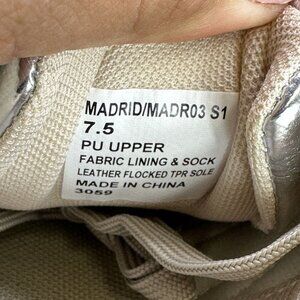 MADRID/MADR03 S1
7.5
PU UPPER
FABRIC LINING & SOCK
LEATHER FLOCKED TPR SOLE
MADE IN CHINA
3059